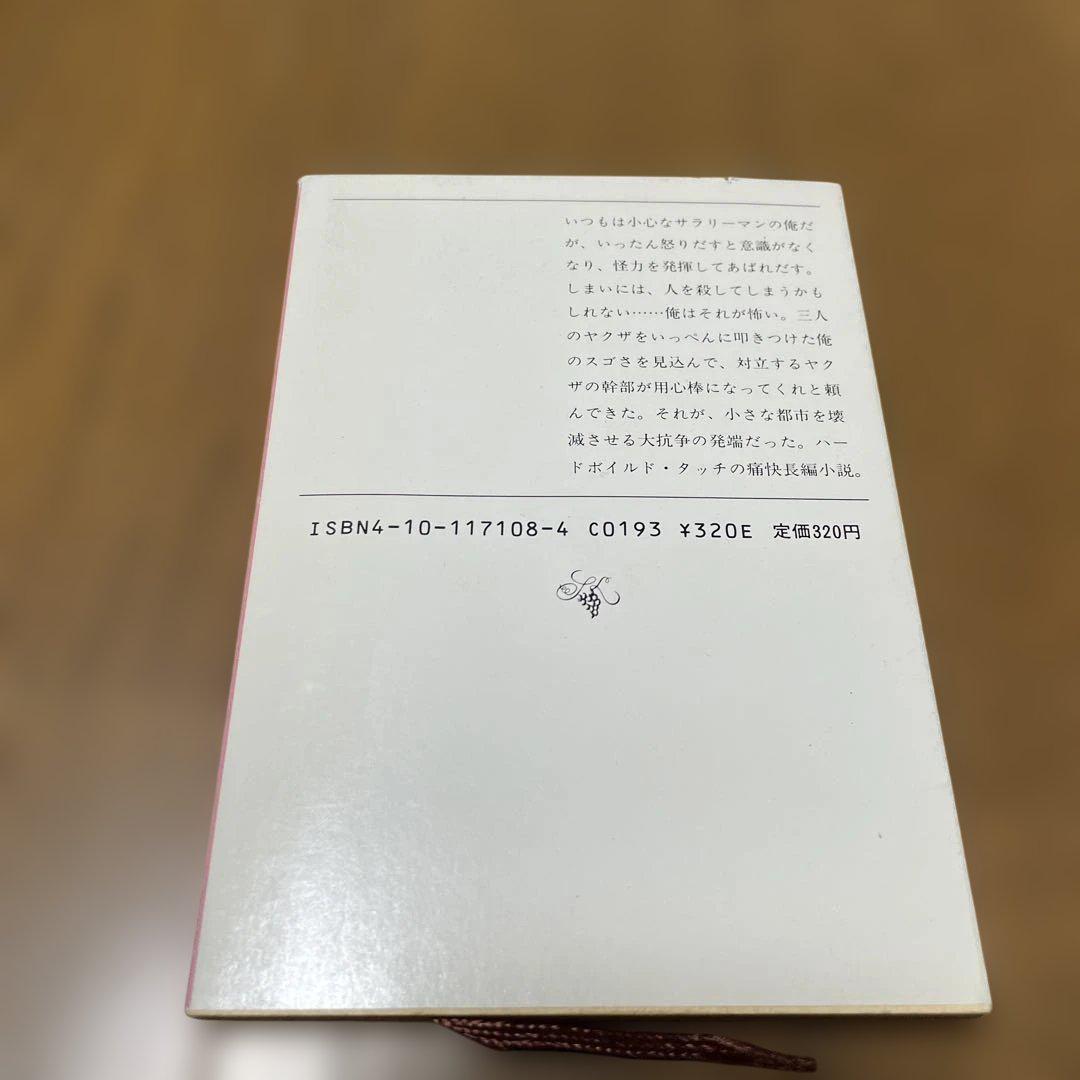 いつもは小心なサラリーマンの俺だ
が、いったん怒りだすと意識がなく
なり、怪力を発揮してあばれだす。
しまいには、人を殺してしまうかも
しれない……俺はそれが怖い。三人
のヤクザをいっぺんに叩きつけた俺
のスゴさを見込んで、対立するヤク
ザの幹部が用心棒になってくれと頼
んできた。それが、小さな都市を壊
滅させる大抗争の発端だった。ハー
ドボイルド・タッチの痛快長編小説。
ISBN4-10-117108-4 C0193 ¥320E 定価320円